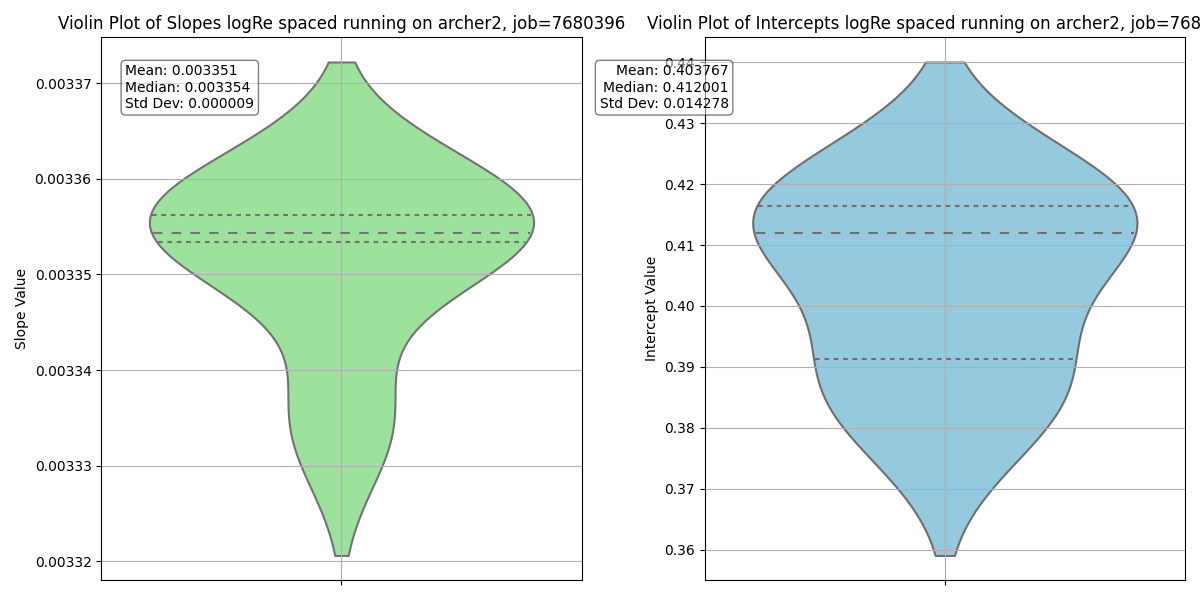 Violin Plot of Slopes logRe spaced running on archer2, job=7680396
Violin Plot of Intercepts logRe spaced running on archer2, job=768
Mean: 0.003351
Median: 0.003354
Std Dev: 0.000009
0.00337
0.00336
0.00335
0.00334
0.00333
0.00332
Slope Value
Mean: 0.403767
Median: 0.412001
Std Dev: 0.014278
0.44
0.43
0.42
0.41
0.40
0.39
0.38
0.37
0.36
Intercept Value